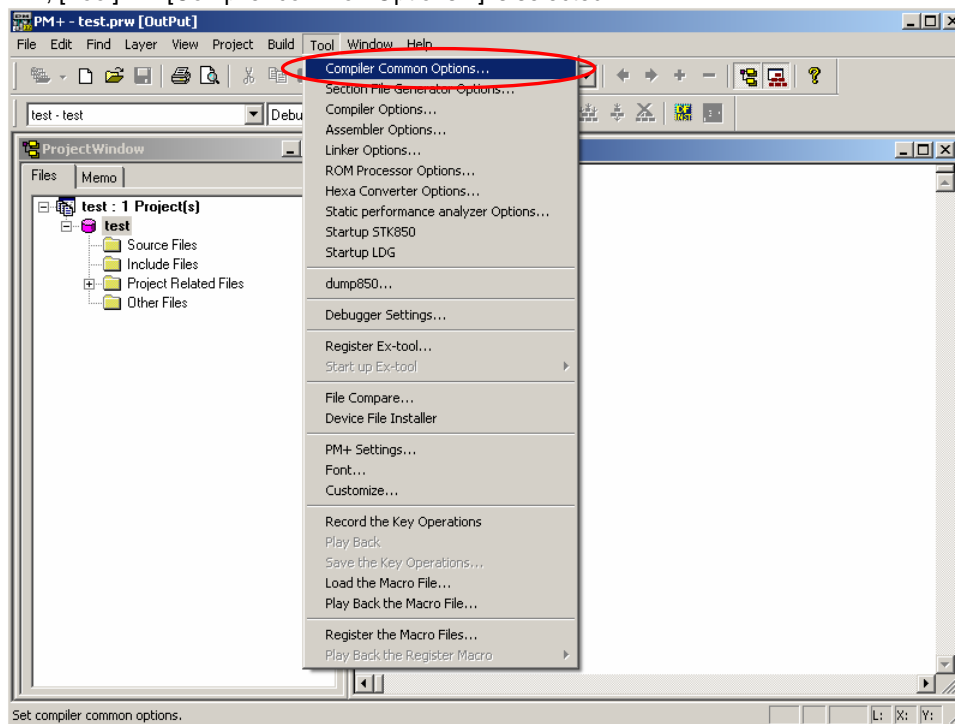 PM+ - test.prw [OutPut]
File Edit Find Layer View Project Build Tool Window Help
test - test
Debu
ProjectWindow
Files Memo
test : 1 Project(s)
test
Source Files
Include Files
Project Related Files
Other Files
Compiler Common Options...
Section File Generator Options...
Compiler Options...
Assembler Options...
Linker Options...
ROM Processor Options...
Hexa Converter Options...
Static performance analyzer Options...
Startup STK850
Startup LDG
dump850...
Debugger Settings...
Register Ex-tool...
Start up Ex-tool
File Compare...
Device File Installer
PM+ Settings...
Font...
Customize...
Record the Key Operations
Play Back
Save the Key Operations...
Load the Macro File...
Play Back the Macro File...
Register the Macro Files...
Play Back the Register Macro
Set compiler common options.
L: X: Y: